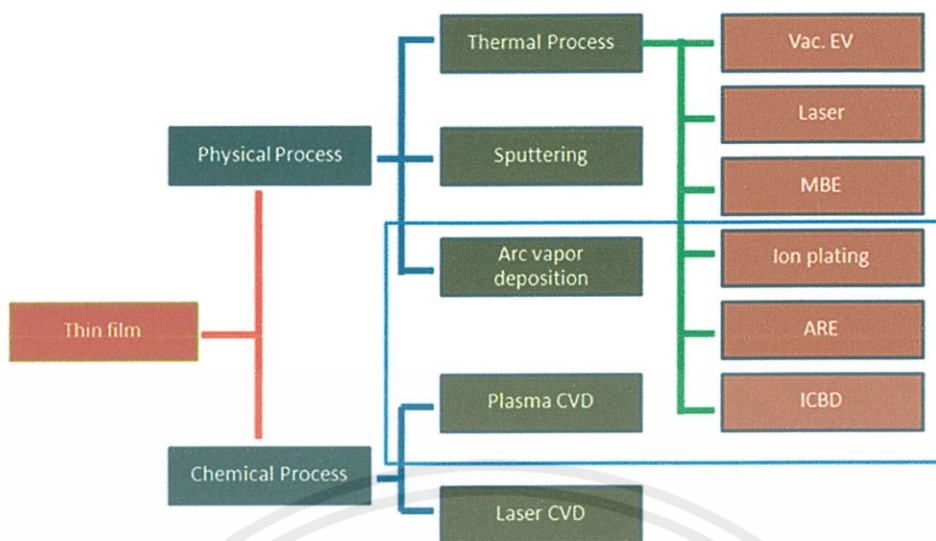 Thermal Process
Vac. EV
Laser
Physical Process
Sputtering
MBE
Arc vapor
deposition
Ion plating
Thin film
ARE
Plasma CVD
ICBD
Chemical Process
Laser CVD